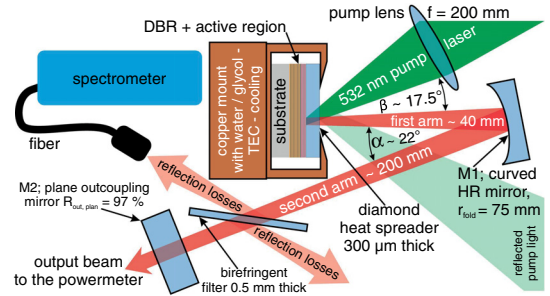 DBR + active region
pump lens
f = 200 mm
spectrometer
fiber
copper mount
with water / glycol -
TEC - cooling
substrate
532 nm pump
laser
β ~ 17.5°
first arm ~ 40 mm
α ~ 22°
second arm ~ 200 mm
M1; curved
HR mirror,
r_fold = 75 mm
reflected
pump light
diamond
heat spreader
300 µm thick
M2; plane outcoupling
mirror R_out, plan = 97 %
reflection losses
reflection losses
output beam
to the powermeter
birefringent
filter 0.5 mm thick